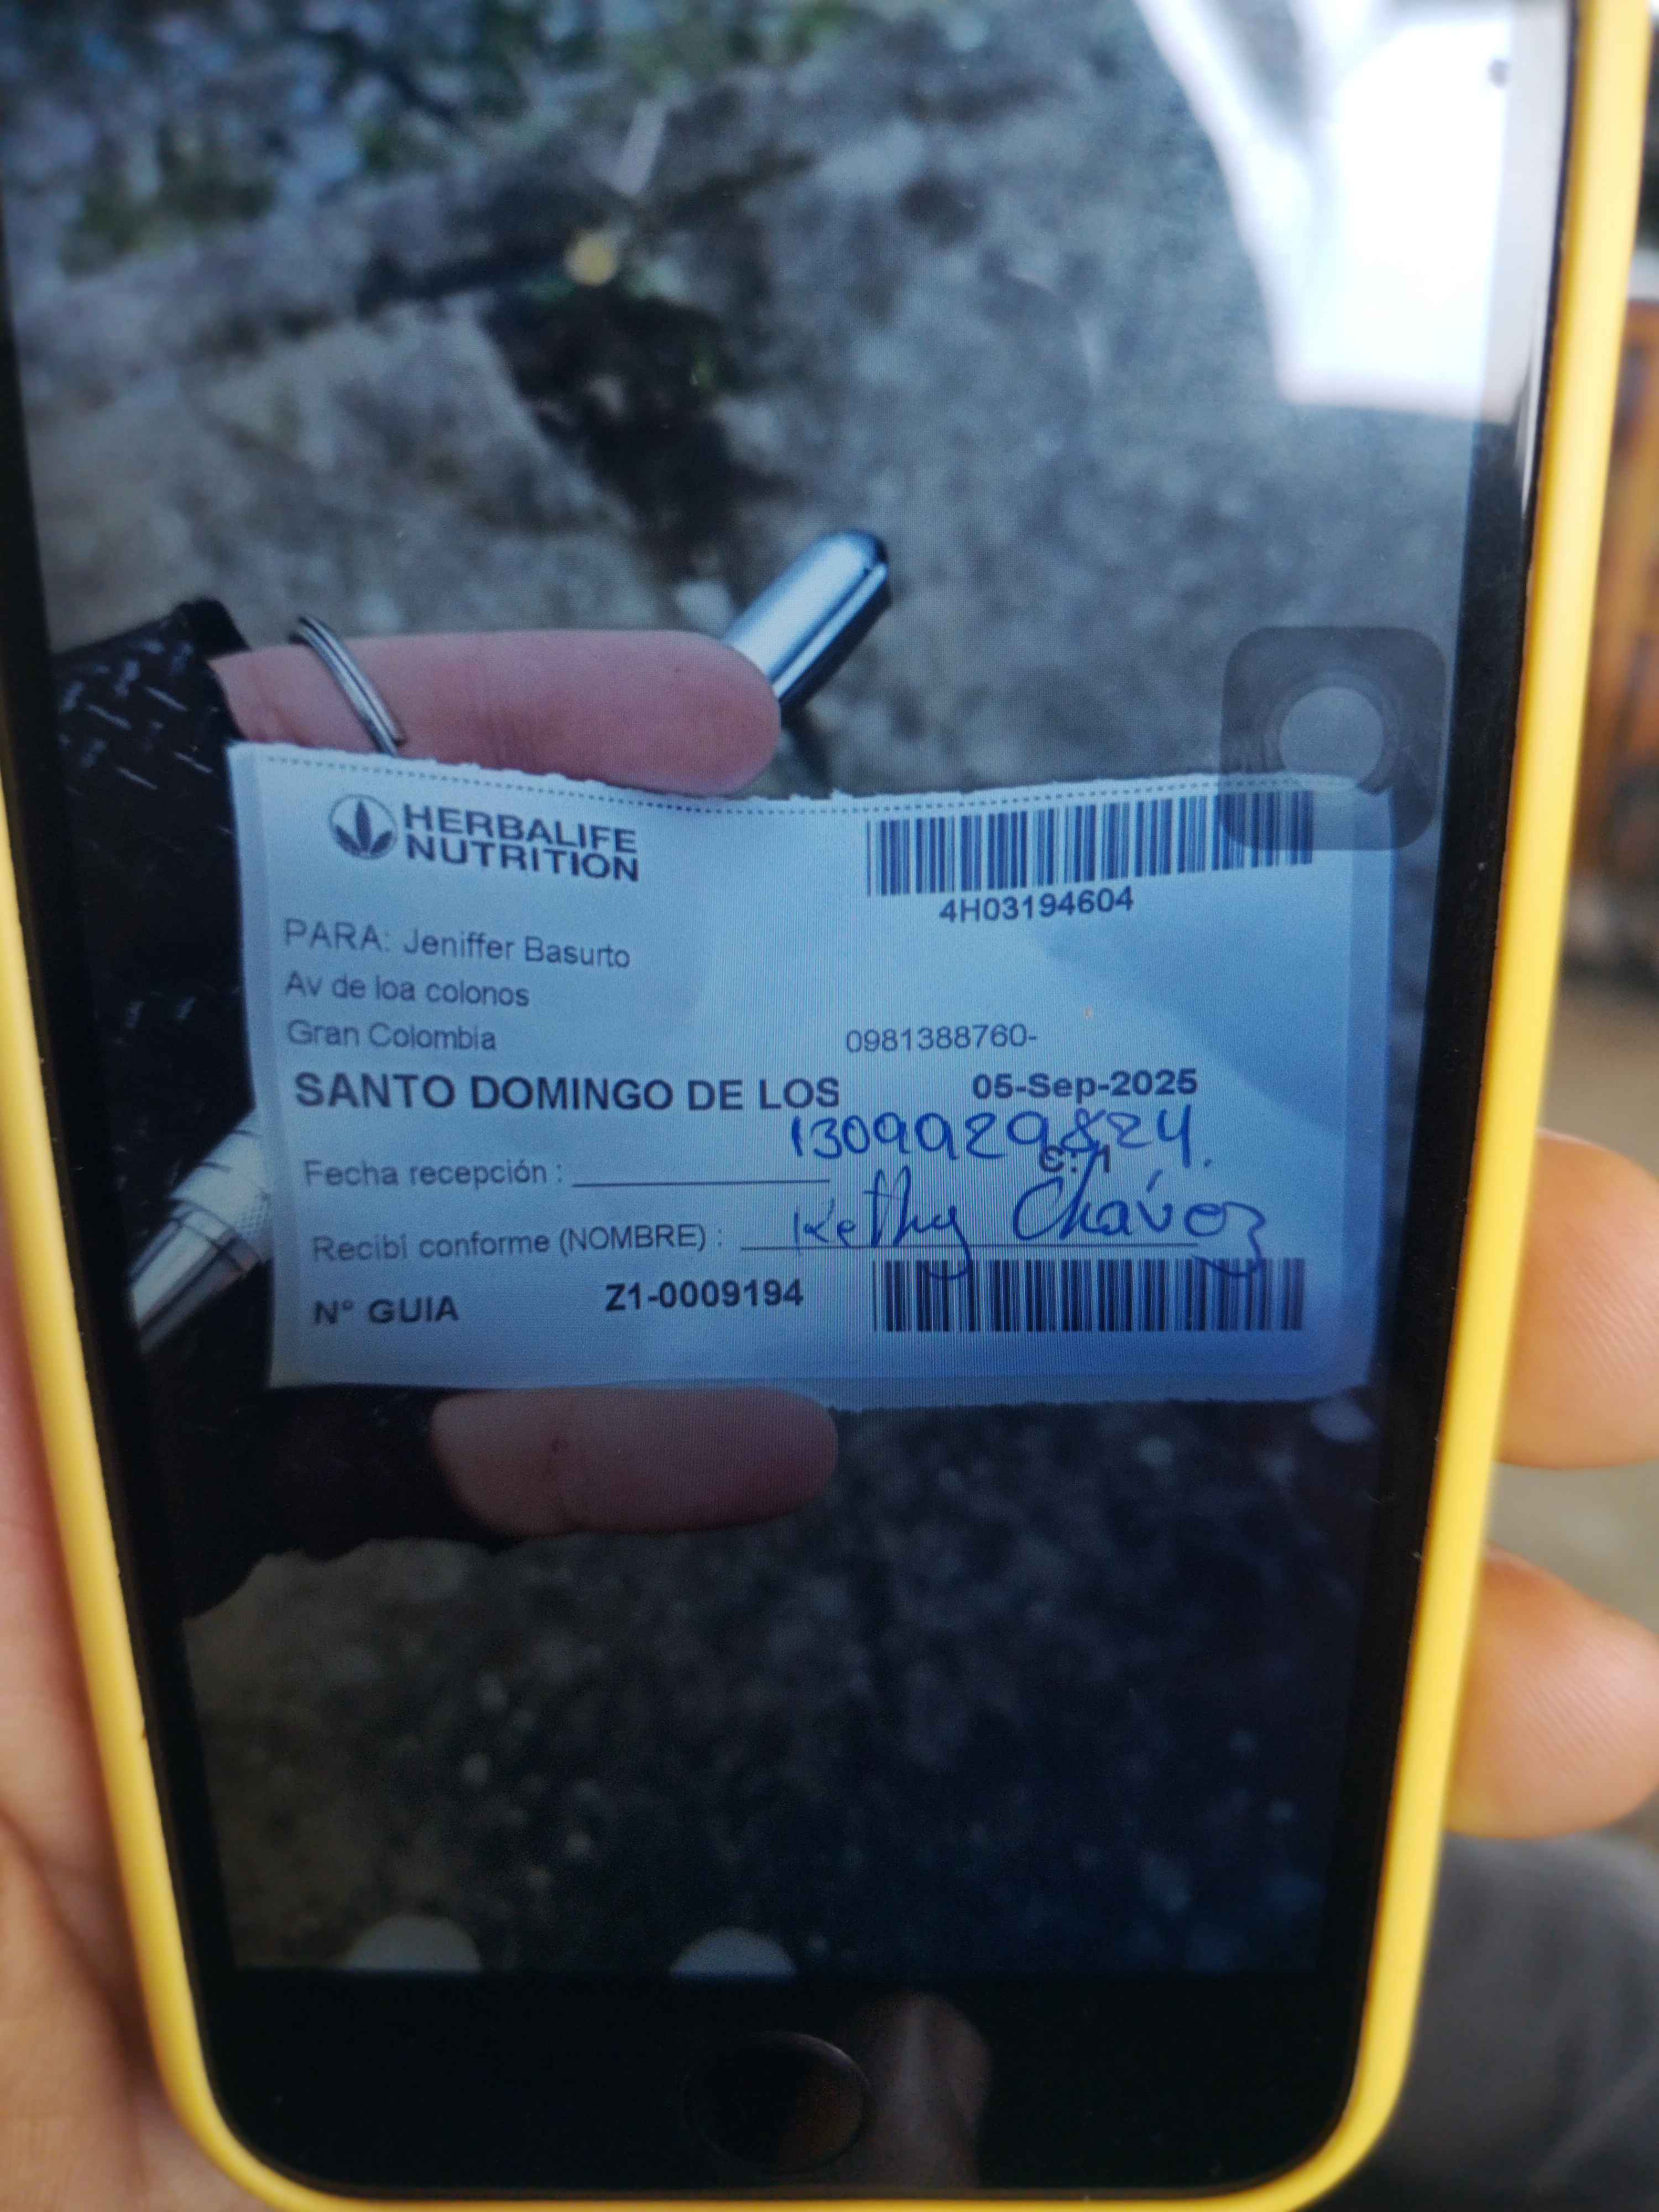 HERBALIFE
NUTRITION
4H03194604
PARA: Jeniffer Basurto
Av de loa colonos
Gran Colombia 0981388760-
SANTO DOMINGO DE LOS 05-Sep-2025
1309929824.
Fecha recepción :
Recibí conforme (NOMBRE) : Kethy Chávez
N° GUIA Z1-0009194